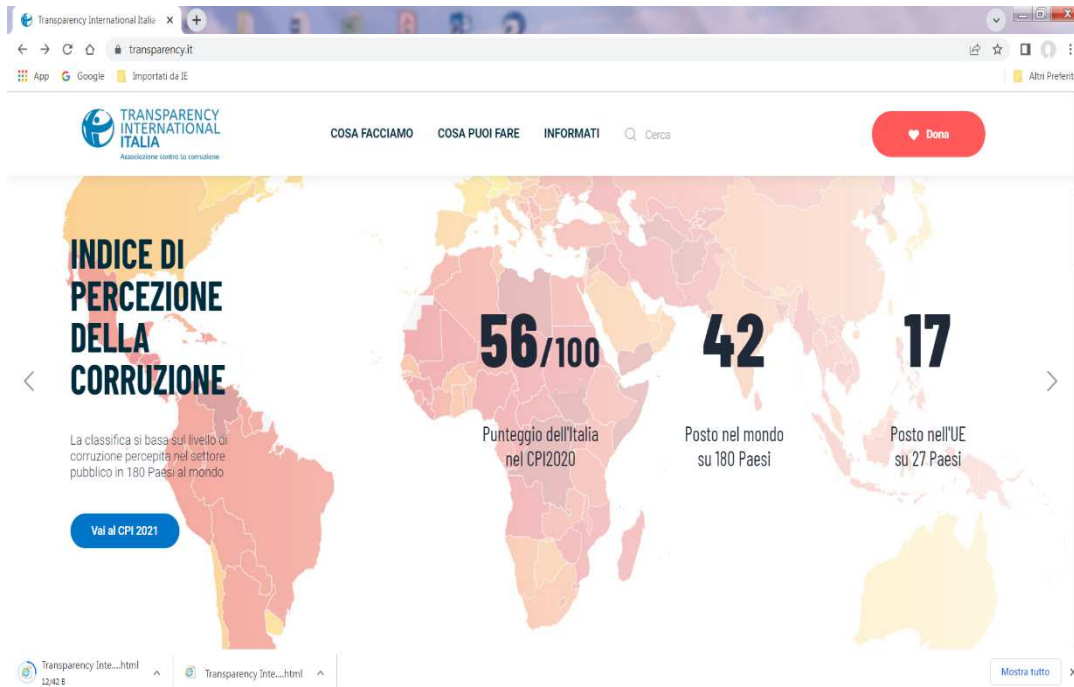 Transparency International Italia
transparency.it
App
Google
Importati da IE
Altri Preferit
TRANSPARENCY
INTERNATIONAL
ITALIA
Associazione contro la corruzione
COSA FACCIAMO
COSA PUOI FARE
INFORMATI
Cerca
Dona
INDICE DI
PERCEZIONE
DELLA
CORRUZIONE
56/100
42
17
Punteggio dell'Italia
nel CPI2020
Posto nel mondo
su 180 Paesi
Posto nell'UE
su 27 Paesi
La classifica si basa sul livello di
corruzione percepita nel settore
pubblico in 180 Paesi al mondo
Vai al CPI 2021
Transparency Inte....html
12/42 B
Transparency Inte....html
Mostra tutto